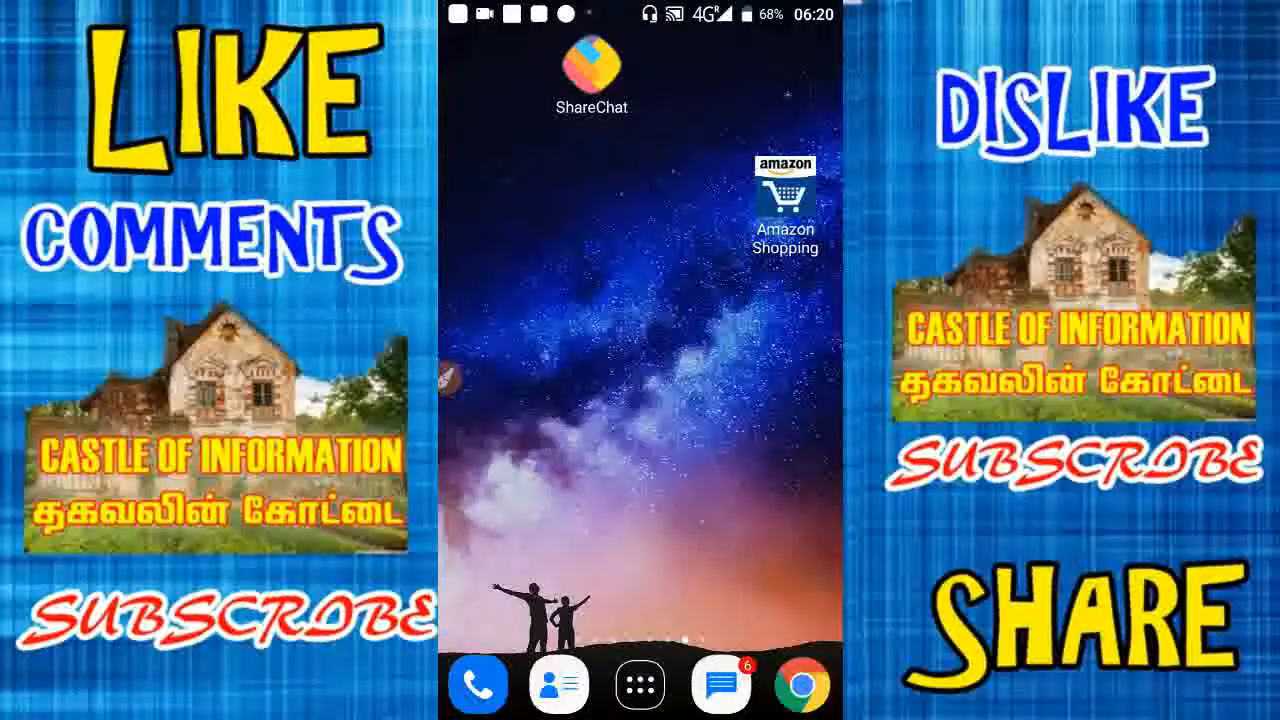 LIKE
COMMENTS
CASTLE OF INFORMATION
தகவலின் கோட்டை
SUBSCRIBE
4G R 68% 06:20
ShareChat
amazon
Amazon
Shopping
6
DISLIKE
CASTLE OF INFORMATION
தகவலின் கோட்டை
SUBSCRIBE
SHARE